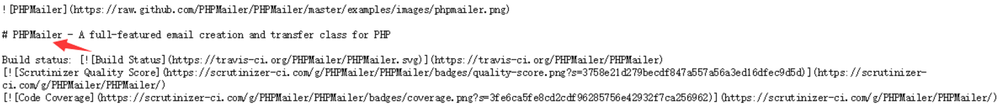 ![PHPMailer](https://raw.github.com/PHPMailer/PHPMailer/master/examples/images/phpmailer.png)
# PHPMailer - A full-featured email creation and transfer class for PHP
Build status: [![Build Status](https://travis-ci.org/PHPMailer/PHPMailer.svg)](https://travis-ci.org/PHPMailer/PHPMailer)
[![Scrutinizer Quality Score](https://scrutinizer-ci.com/g/PHPMailer/PHPMailer/badges/quality-score.png?s=3758e21d279becdf847a557a56a3ed16dfec9d5d)](https://scrutinizer-
ci.com/g/PHPMailer/PHPMailer/)
[![Code Coverage](https://scrutinizer-ci.com/g/PHPMailer/PHPMailer/badges/coverage.png?s=3fe6ca5fe8cd2cdf96285756e42932f7ca256962)](https://scrutinizer-ci.com/g/PHPMailer/PHPMailer/)